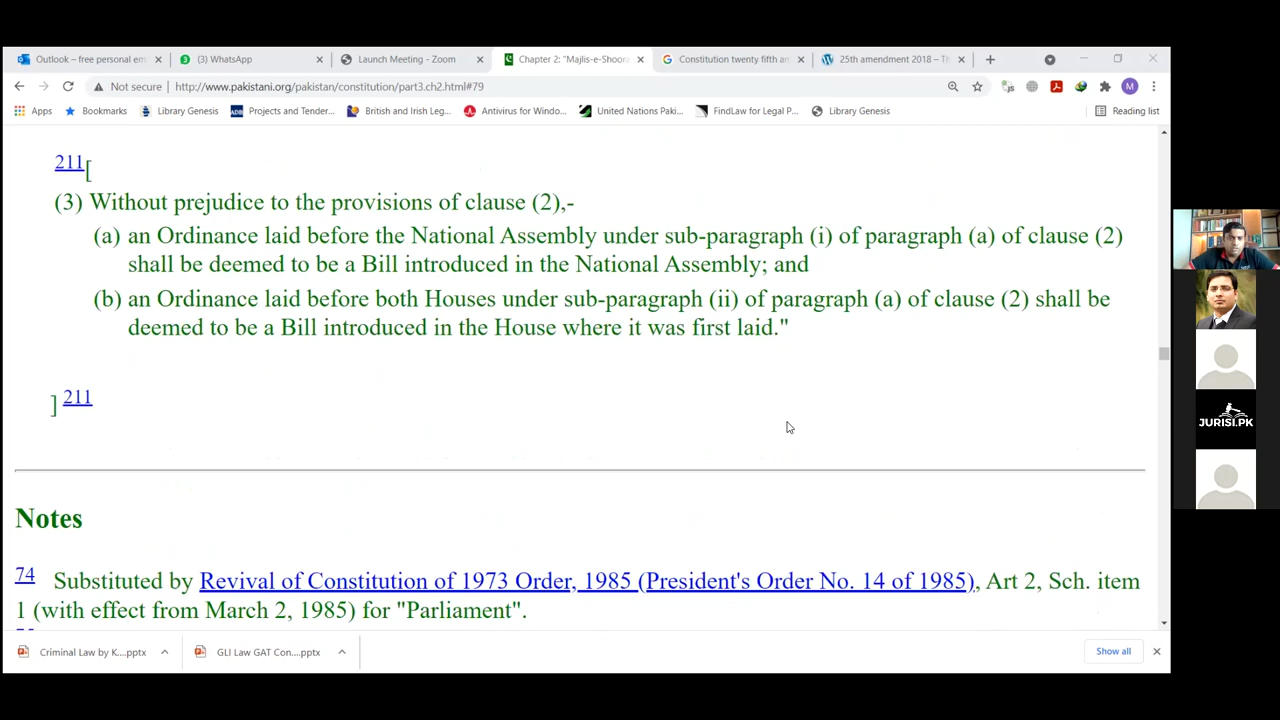 Outlook – free personal em
(3) WhatsApp
Launch Meeting - Zoom
Chapter 2: "Majlis-e-Shoora
Constitution twenty fifth an
25th amendment 2018 – Th
Not secure | http://www.pakistani.org/pakistan/constitution/part3.ch2.html#79
M
Apps
Bookmarks
Library Genesis
ADB
Projects and Tender...
British and Irish Leg...
Antivirus for Windo...
United Nations Paki...
FindLaw for Legal P...
Library Genesis
Reading list
211[
(3) Without prejudice to the provisions of clause (2),-
(a) an Ordinance laid before the National Assembly under sub-paragraph (i) of paragraph (a) of clause (2)
shall be deemed to be a Bill introduced in the National Assembly; and
(b) an Ordinance laid before both Houses under sub-paragraph (ii) of paragraph (a) of clause (2) shall be
deemed to be a Bill introduced in the House where it was first laid."
] 211
JURISI.PK
Notes
74 Substituted by Revival of Constitution of 1973 Order, 1985 (President's Order No. 14 of 1985), Art 2, Sch. item
1 (with effect from March 2, 1985) for "Parliament".
Criminal Law by K....pptx
GLI Law GAT Con....pptx
Show all